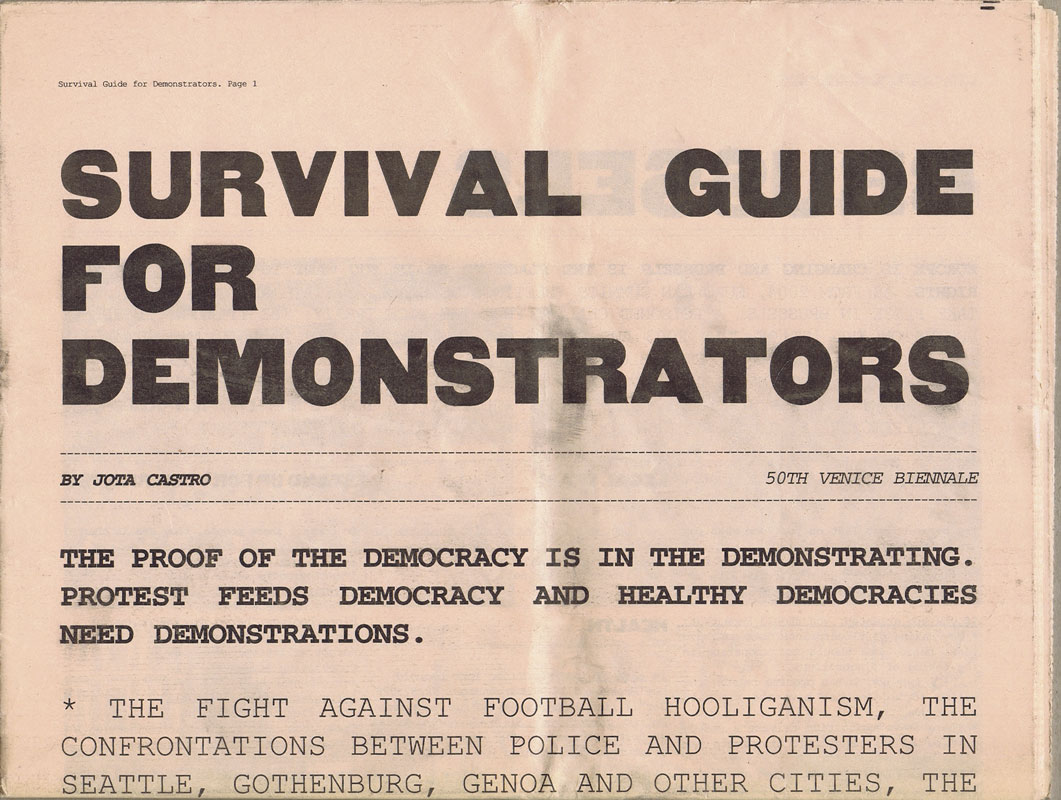 Survival Guide for Demonstrators. Page 1
SURVIVAL GUIDE
FOR
DEMONSTRATORS
BY JOTA CASTRO
50TH VENICE BIENNALE
THE PROOF OF THE DEMOCRACY IS IN THE DEMONSTRATING.
PROTEST FEEDS DEMOCRACY AND HEALTHY DEMOCRACIES
NEED DEMONSTRATIONS.
* THE FIGHT AGAINST FOOTBALL HOOLIGANISM, THE
CONFRONTATIONS BETWEEN POLICE AND PROTESTERS IN
SEATTLE, GOTHENBURG, GENOA AND OTHER CITIES, THE